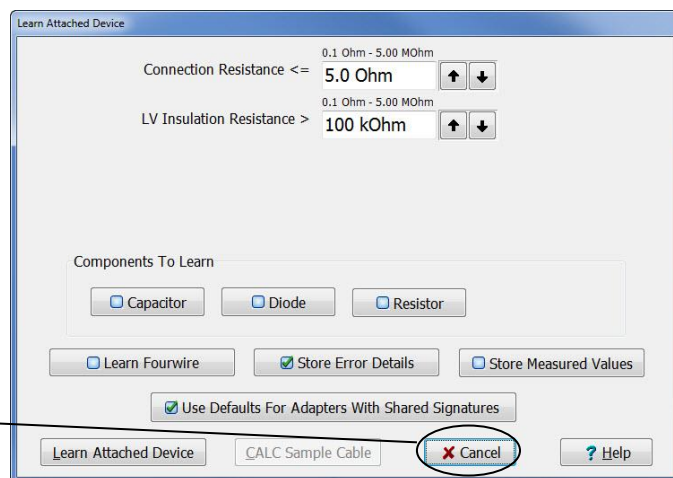 Learn Attached Device
0.1 Ohm - 5.00 MOhm
Connection Resistance <= 5.0 Ohm
0.1 Ohm - 5.00 MOhm
LV Insulation Resistance > 100 kOhm
Components To Learn
Capacitor Diode Resistor
Learn Fourwire Store Error Details Store Measured Values
Use Defaults For Adapters With Shared Signatures
Learn Attached Device CALC Sample Cable Cancel ? Help